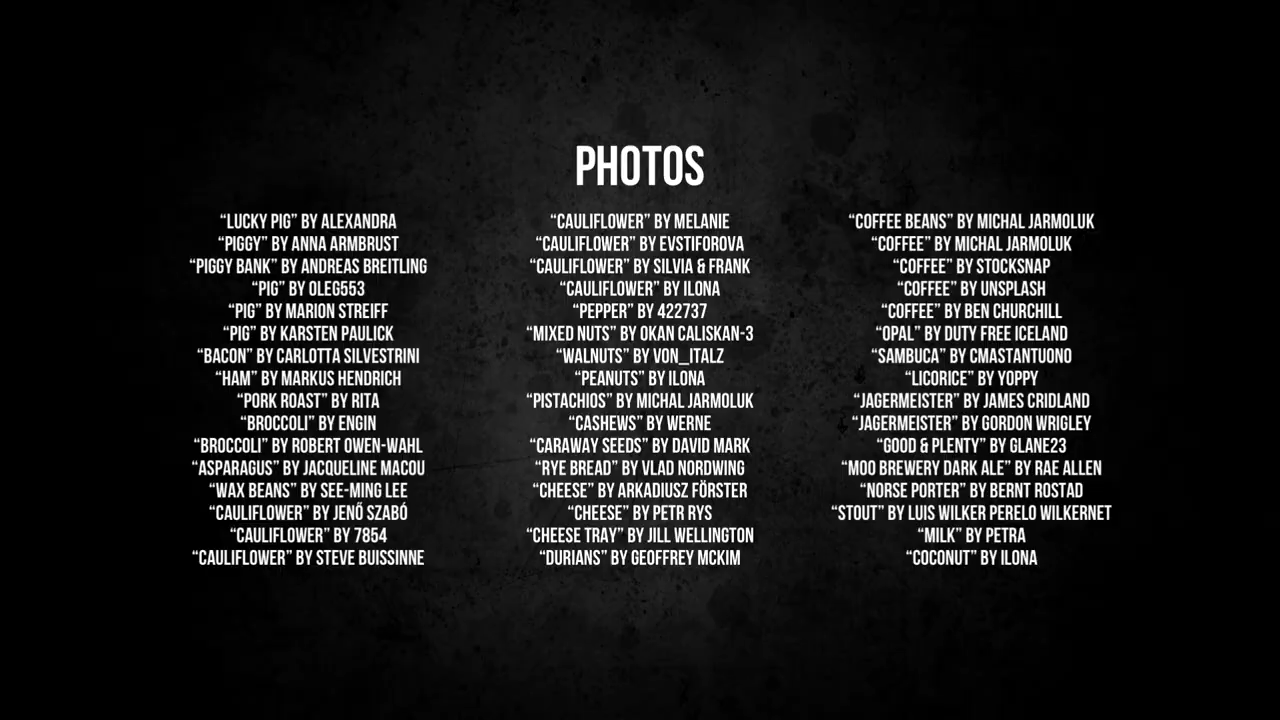 PHOTOS
“LUCKY PIG” BY ALEXANDRA
“PIGGY” BY ANNA ARMBRUST
“PIGGY BANK” BY ANDREAS BREITLING
“PIG” BY OLEG553
“PIG” BY MARION STREIFF
“PIG” BY KARSTEN PAULICK
“BACON” BY CARLOTTA SILVESTRINI
“HAM” BY MARKUS HENDRICH
“PORK ROAST” BY RITA
“BROCCOLI” BY ENGIN
“BROCCOLI” BY ROBERT OWEN-WAHL
“ASPARAGUS” BY JACQUELINE MACOU
“WAX BEANS” BY SEE-MING LEE
“CAULIFLOWER” BY JENŐ SZABÓ
“CAULIFLOWER” BY 7854
“CAULIFLOWER” BY STEVE BUISSINNE
“CAULIFLOWER” BY MELANIE
“CAULIFLOWER” BY EVSTIFOROVA
“CAULIFLOWER” BY SILVIA & FRANK
“CAULIFLOWER” BY ILONA
“PEPPER” BY 422737
“MIXED NUTS” BY OKAN CALISKAN-3
“WALNUTS” BY VON_ITALZ
“PEANUTS” BY ILONA
“PISTACHIOS” BY MICHAL JARMOLUK
“CASHEWS” BY WERNE
“CARAWAY SEEDS” BY DAVID MARK
“RYE BREAD” BY VLAD NORDWING
“CHEESE” BY ARKADIUSZ FÖRSTER
“CHEESE” BY PETR RYS
“CHEESE TRAY” BY JILL WELLINGTON
“DURIANS” BY GEOFFREY MCKIM
“COFFEE BEANS” BY MICHAL JARMOLUK
“COFFEE” BY MICHAL JARMOLUK
“COFFEE” BY STOCKSNAP
“COFFEE” BY UNSPLASH
“COFFEE” BY BEN CHURCHILL
“OPAL” BY DUTY FREE ICELAND
“SAMBUCA” BY CMASTANTUONO
“LICORICE” BY YOPPY
“JAGERMEISTER” BY JAMES CRIDLAND
“JAGERMEISTER” BY GORDON WRIGLEY
“GOOD & PLENTY” BY GLANE23
“MOO BREWERY DARK ALE” BY RAE ALLEN
“NORSE PORTER” BY BERNT ROSTAD
“STOUT” BY LUIS WILKER PERELO WILKERNET
“MILK” BY PETRA
“COCONUT” BY ILONA